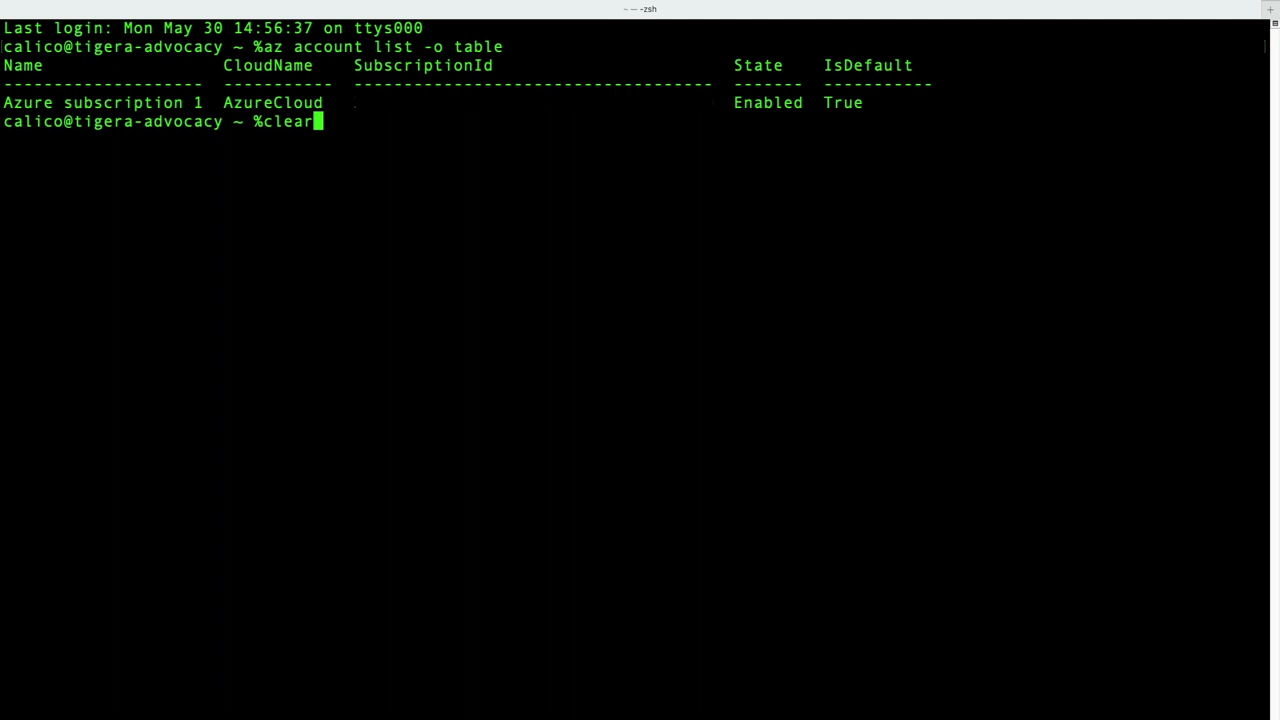 ~ — -zsh
Last login: Mon May 30 14:56:37 on ttys000
calico@tigera-advocacy ~ %az account list -o table
Name                  CloudName    SubscriptionId                        State    IsDefault
--------------------  -----------  ------------------------------------  -------  -----------
Azure subscription 1  AzureCloud                                         Enabled  True
calico@tigera-advocacy ~ %clear